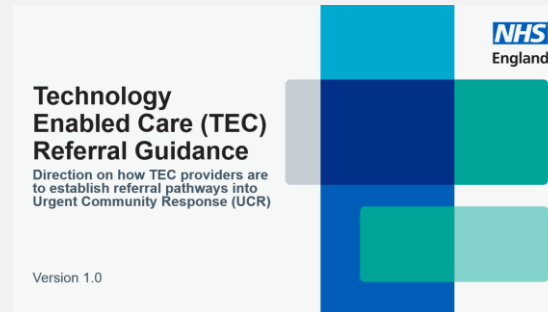 NHS
England
Technology
Enabled Care (TEC)
Referral Guidance
Direction on how TEC providers are
to establish referral pathways into
Urgent Community Response (UCR)
Version 1.0